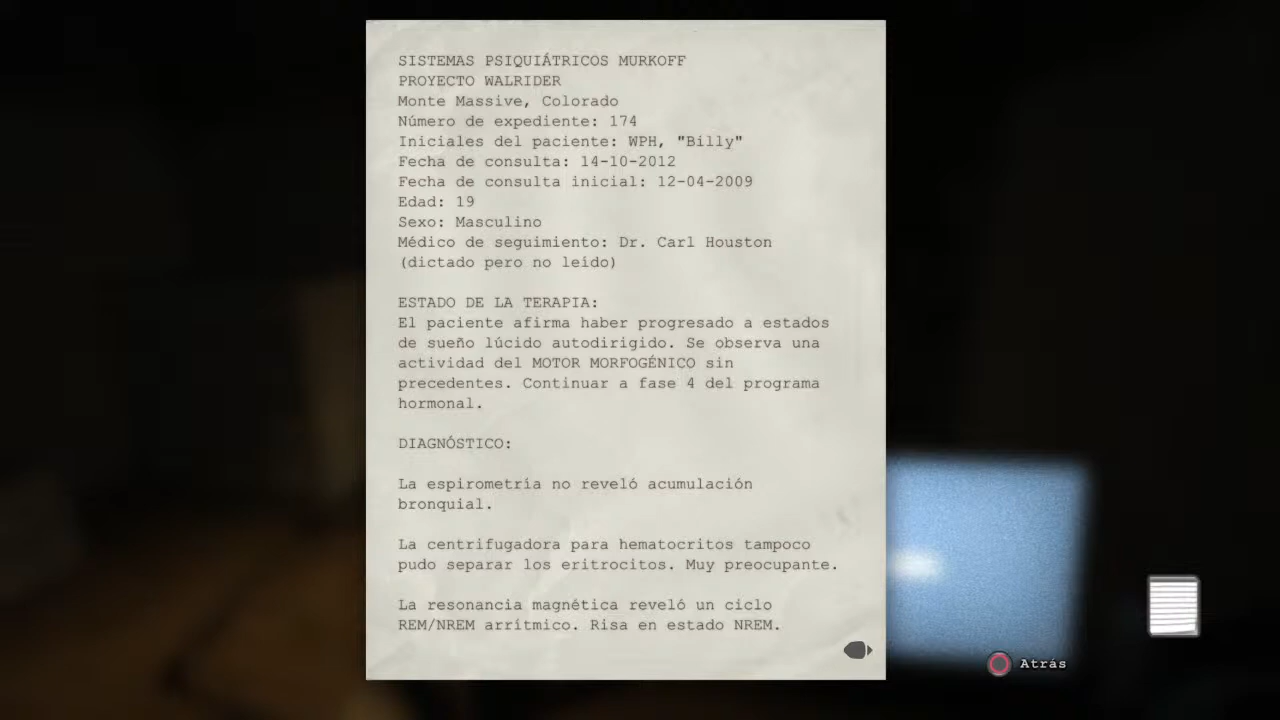 SISTEMAS PSIQUIÁTRICOS MURKOFF
PROYECTO WALRIDER
Monte Massive, Colorado
Número de expediente: 174
Iniciales del paciente: WPH, "Billy"
Fecha de consulta: 14-10-2012
Fecha de consulta inicial: 12-04-2009
Edad: 19
Sexo: Masculino
Médico de seguimiento: Dr. Carl Houston
(dictado pero no leído)
ESTADO DE LA TERAPIA:
El paciente afirma haber progresado a estados
de sueño lúcido autodirigido. Se observa una
actividad del MOTOR MORFOGÉNICO sin
precedentes. Continuar a fase 4 del programa
hormonal.
DIAGNÓSTICO:
La espirometría no reveló acumulación
bronquial.
La centrifugadora para hematocritos tampoco
pudo separar los eritrocitos. Muy preocupante.
La resonancia magnética reveló un ciclo
REM/NREM arrítmico. Risa en estado NREM.
Atrás